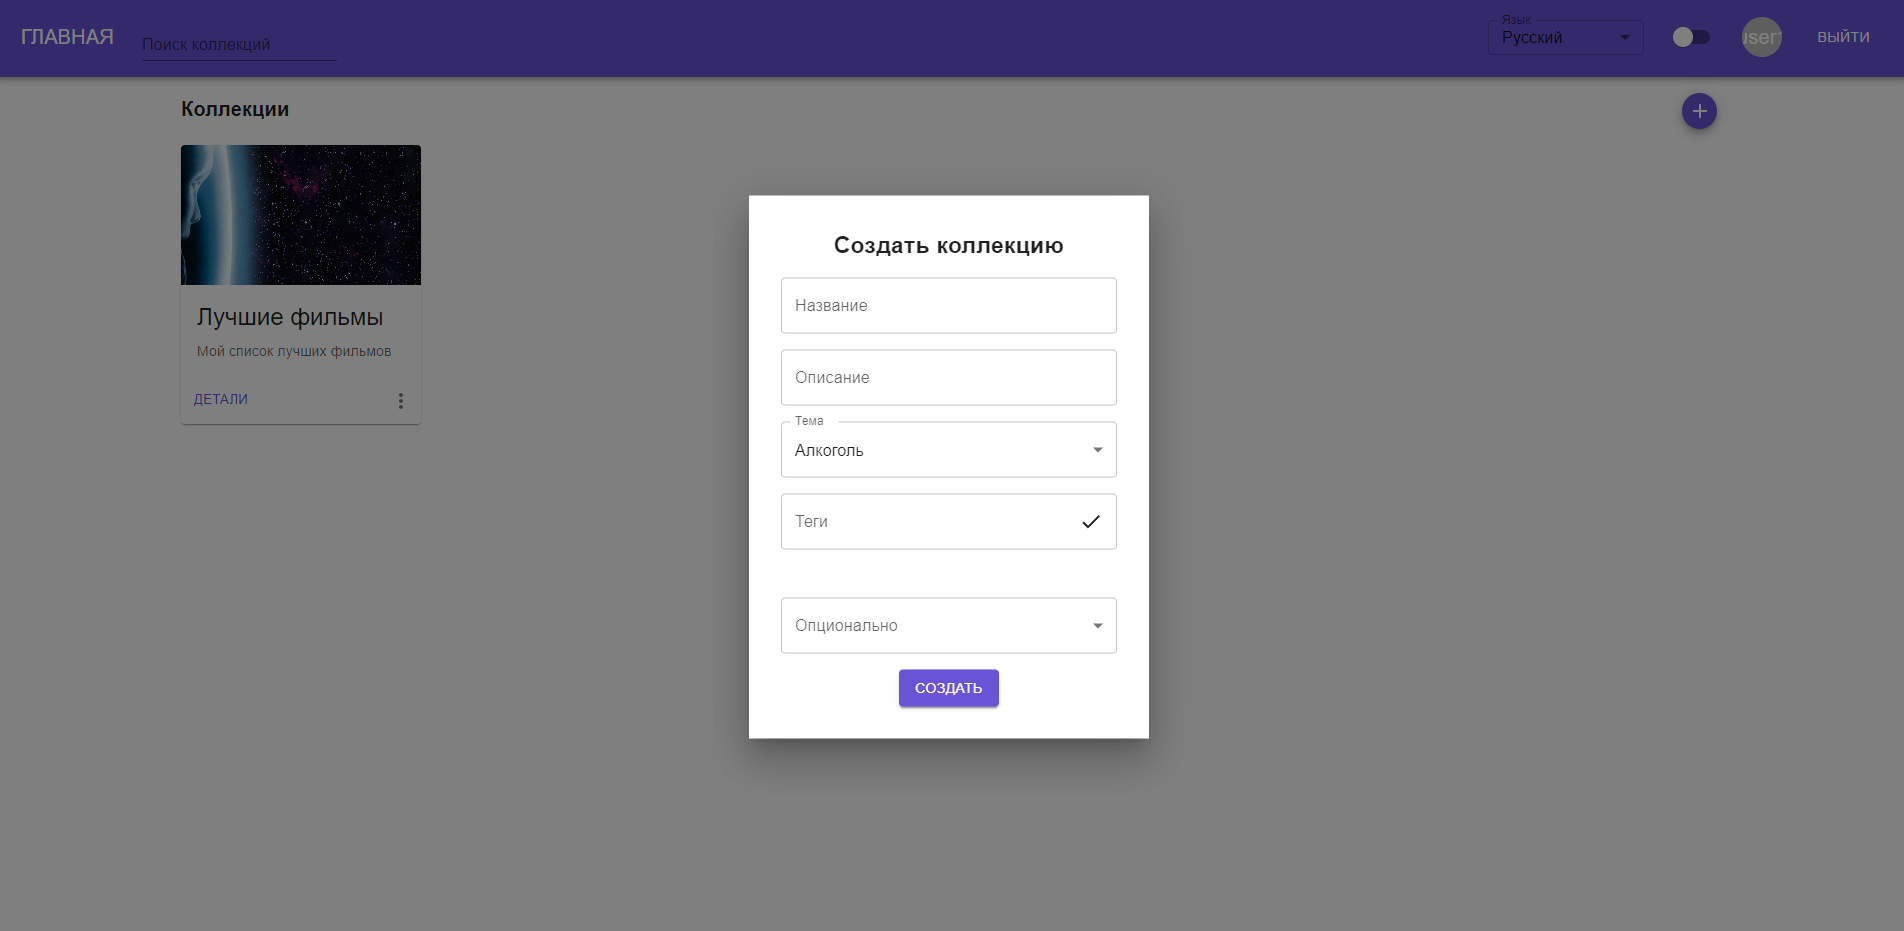 ГЛАВНАЯ
Поиск коллекций
Язык
Русский
user
ВЫЙТИ
Коллекции
Лучшие фильмы
Мой список лучших фильмов
ДЕТАЛИ
Создать коллекцию
Название
Описание
Тема
Алкоголь
Теги
Опционально
СОЗДАТЬ